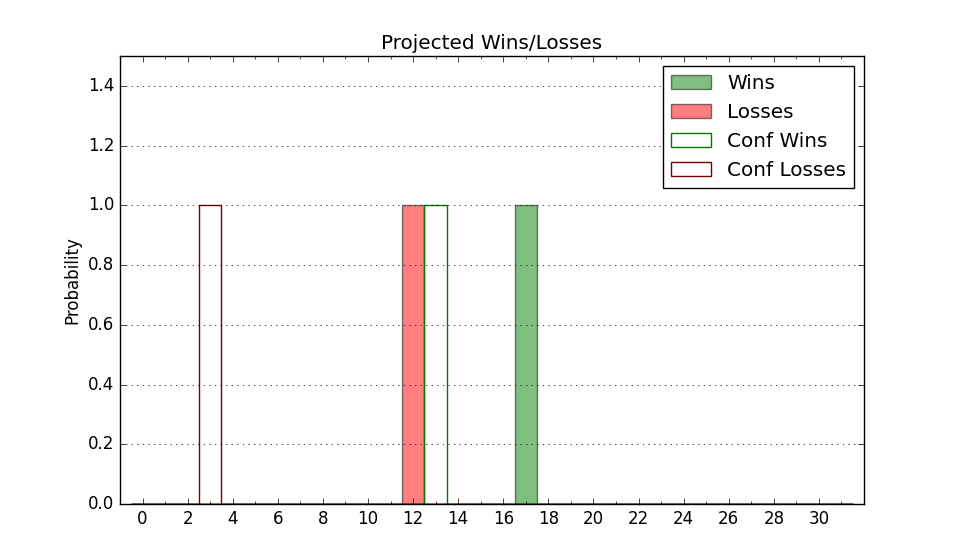 Projected Wins/Losses
Wins
Losses
Conf Wins
Conf Losses
Probability
1.4
1.2
1.0
0.8
0.6
0.4
0.2
0.0
0 2 4 6 8 10 12 14 16 18 20 22 24 26 28 30